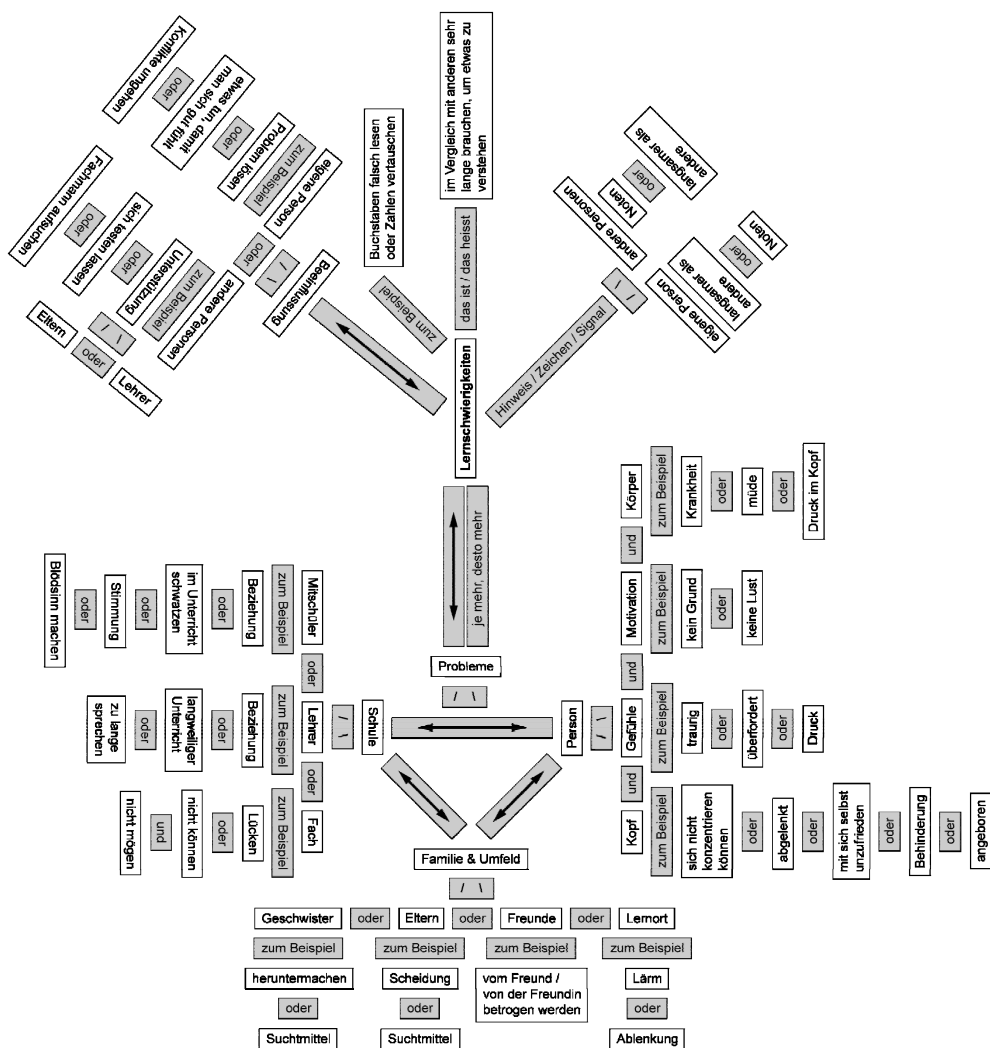 Konflikte umgehen
oder
etwas tun, damit
man sich gut fühlt
oder
Problem lösen
zum Beispiel
eigene Person
oder
/ \
Beeinflussung
Fachmann aufsuchen
oder
sich testen lassen
oder
Unterstützung
zum Beispiel
andere Personen
/ \
Eltern
oder
Lehrer
Buchstaben falsch lesen
oder Zahlen vertauschen
zum Beispiel
im Vergleich mit anderen sehr
lange brauchen, um etwas zu
verstehen
das ist / das heisst
Lernschwierigkeiten
langsamer als
andere
oder
Noten
andere Personen
Noten
oder
langsamer als
andere
eigene Person
/ \
Hinweis / Zeichen / Signal
je mehr, desto mehr
Probleme
/ \
Schule
/ \
Mitschüler
zum Beispiel
Beziehung
oder
im Unterricht
schwatzen
oder
Stimmung
oder
Blödsinn machen
oder
Lehrer
zum Beispiel
Beziehung
oder
langweiliger
Unterricht
oder
zu lange
sprechen
oder
Fach
zum Beispiel
Lücken
oder
nicht können
und
nicht mögen
Person
/ \
Körper
zum Beispiel
Krankheit
oder
müde
oder
Druck im Kopf
und
Motivation
zum Beispiel
kein Grund
oder
keine Lust
und
Gefühle
zum Beispiel
traurig
oder
überfordert
oder
Druck
und
Kopf
zum Beispiel
sich nicht
konzentrieren
können
oder
abgelenkt
oder
mit sich selbst
unzufrieden
oder
Behinderung
oder
angeboren
Familie & Umfeld
/ \
Geschwister
oder
Eltern
oder
Freunde
oder
Lernort
zum Beispiel
zum Beispiel
zum Beispiel
zum Beispiel
heruntermachen
Scheidung
vom Freund /
von der Freundin
betrogen werden
Lärm
oder
oder
oder
Suchtmittel
Suchtmittel
Ablenkung